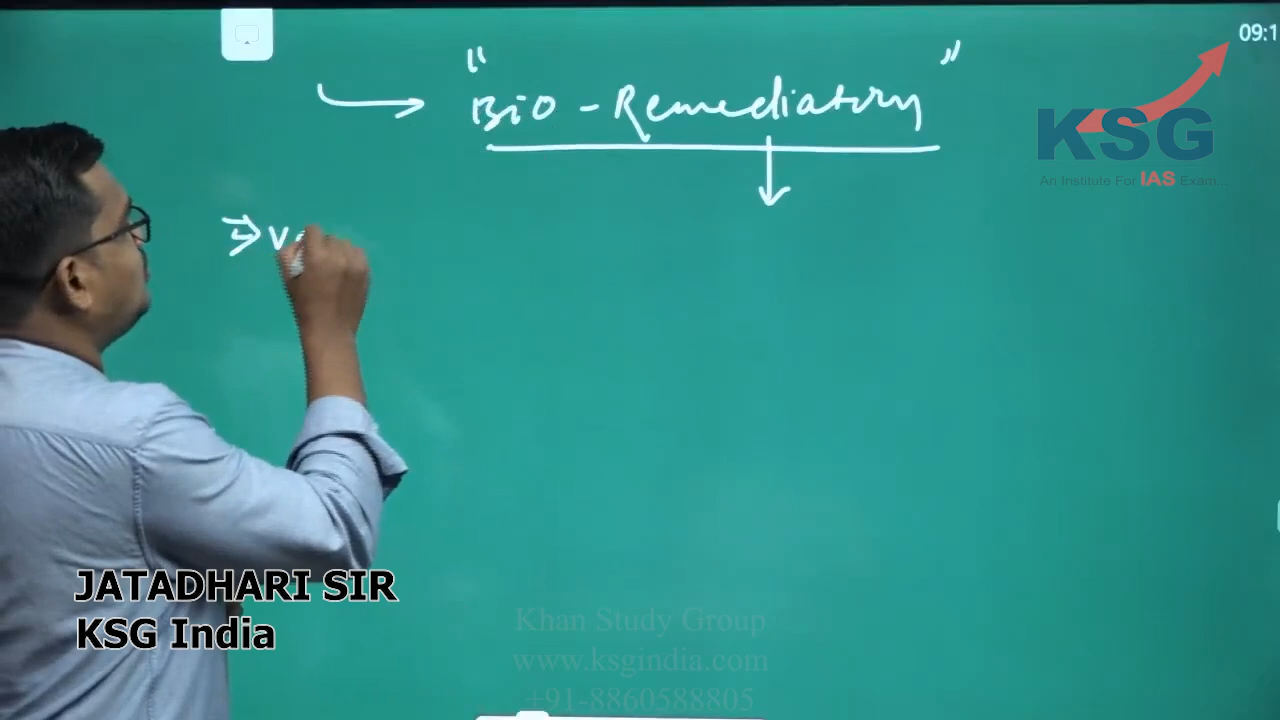 09:1
"Bio - Remediatory"
KSG
An Institute For IAS Exam...
JATADHARI SIR
KSG India
Khan Study Group
www.ksgindia.com
+91-8860588805